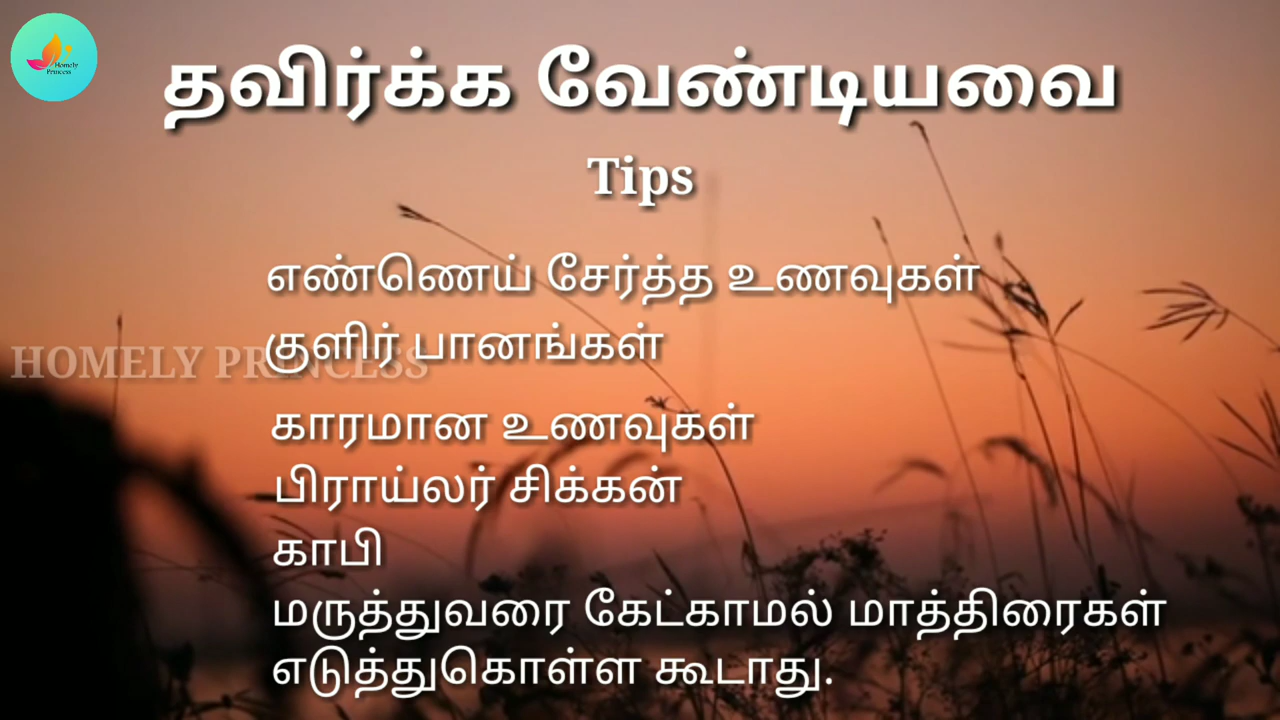 Homely
Princess
தவிர்க்க வேண்டியவை
Tips
எண்ணெய் சேர்த்த உணவுகள்
குளிர் பானங்கள்
HOMELY PRINCESS
காரமான உணவுகள்
பிராய்லர் சிக்கன்
காபி
மருத்துவரை கேட்காமல் மாத்திரைகள்
எடுத்துகொள்ள கூடாது.